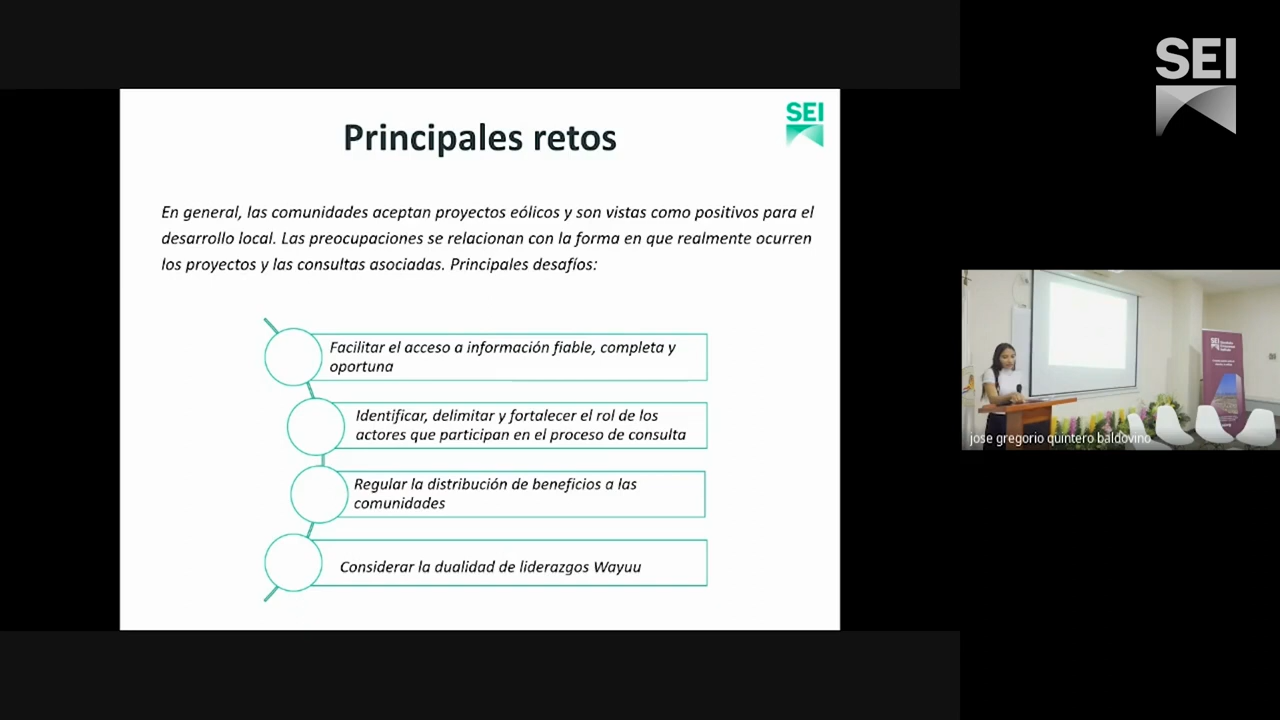 SEI
Principales retos
SEI
En general, las comunidades aceptan proyectos eólicos y son vistas como positivos para el
desarrollo local. Las preocupaciones se relacionan con la forma en que realmente ocurren
los proyectos y las consultas asociadas. Principales desafíos:
Facilitar el acceso a información fiable, completa y
oportuna
Identificar, delimitar y fortalecer el rol de los
actores que participan en el proceso de consulta
Regular la distribución de beneficios a las
comunidades
Considerar la dualidad de liderazgos Wayuu
SEI
jose gregorio quintero baldovino